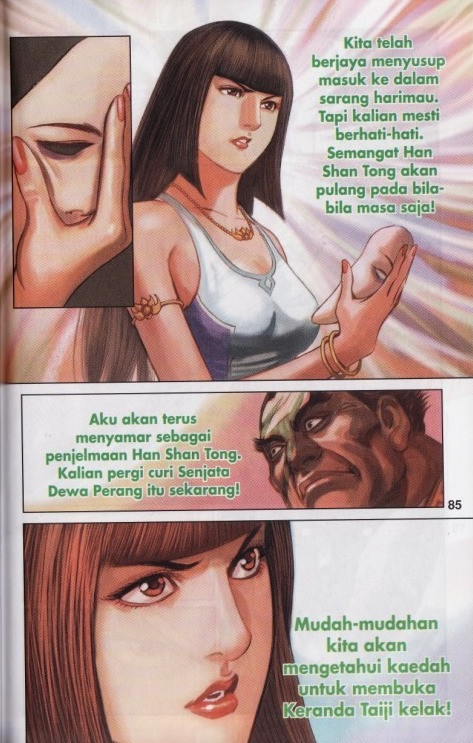 Kita telah
berjaya menyusup
masuk ke dalam
sarang harimau.
Tapi kalian mesti
berhati-hati.
Semangat Han
Shan Tong akan
pulang pada bila-
bila masa saja!
Aku akan terus
menyamar sebagai
penjelmaan Han Shan Tong.
Kalian pergi curi Senjata
Dewa Perang itu sekarang!
85
Mudah-mudahan
kita akan
mengetahui kaedah
untuk membuka
Keranda Taiji kelak!